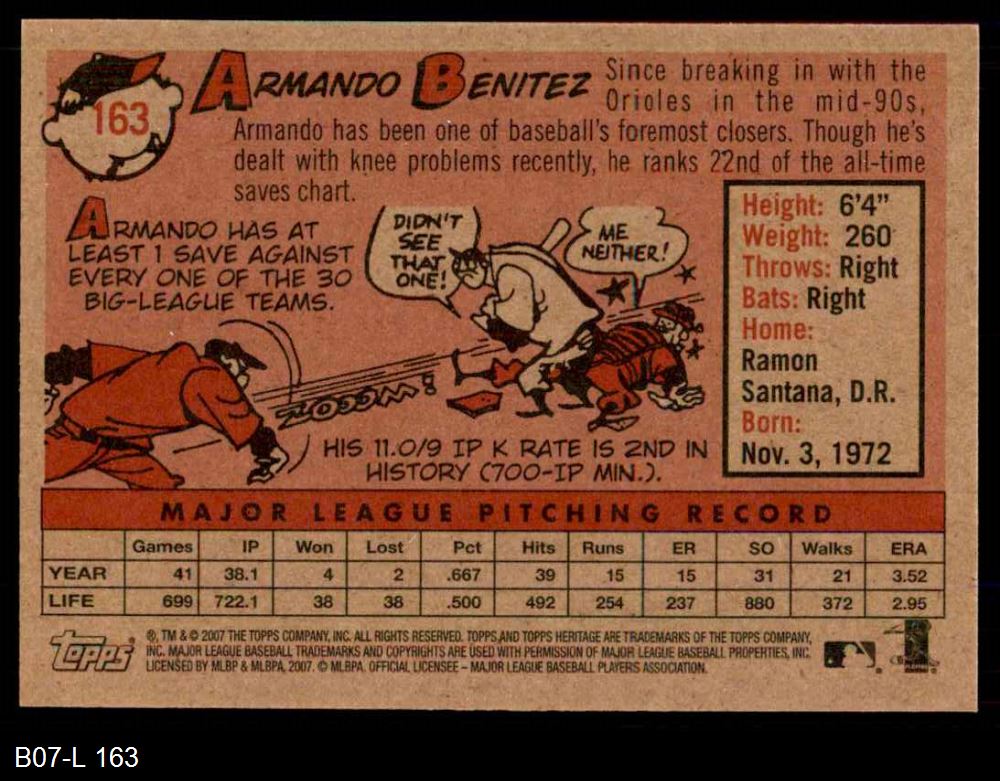 163
ARMANDO BENITEZ
Since breaking in with the
Orioles in the mid-90s,
Armando has been one of baseball's foremost closers. Though he's
dealt with knee problems recently, he ranks 22nd of the all-time
saves chart.
ARMANDO HAS AT
LEAST 1 SAVE AGAINST
EVERY ONE OF THE 30
BIG-LEAGUE TEAMS.
DIDN'T
SEE
THAT
ONE!
ME
NEITHER!
HIS 11.0/9 IP K RATE IS 2ND IN
HISTORY (700-IP MIN.).
Height: 6'4"
Weight: 260
Throws: Right
Bats: Right
Home:
Ramon
Santana, D.R.
Born:
Nov. 3, 1972
MAJOR LEAGUE PITCHING RECORD
Games IP Won Lost Pct Hits Runs ER SO Walks ERA
YEAR 41 38.1 4 2 .667 39 15 15 31 21 3.52
LIFE 699 722.1 38 38 .500 492 254 237 880 372 2.95
Topps
®, TM & © 2007 THE TOPPS COMPANY, INC. ALL RIGHTS RESERVED. TOPPS AND TOPPS HERITAGE ARE TRADEMARKS OF THE TOPPS COMPANY,
INC. MAJOR LEAGUE BASEBALL TRADEMARKS AND COPYRIGHTS ARE USED WITH PERMISSION OF MAJOR LEAGUE BASEBALL PROPERTIES, INC.
LICENSED BY MLBP & MLBPA, 2007. © MLBPA. OFFICIAL LICENSEE – MAJOR LEAGUE BASEBALL PLAYERS ASSOCIATION.
B07-L 163